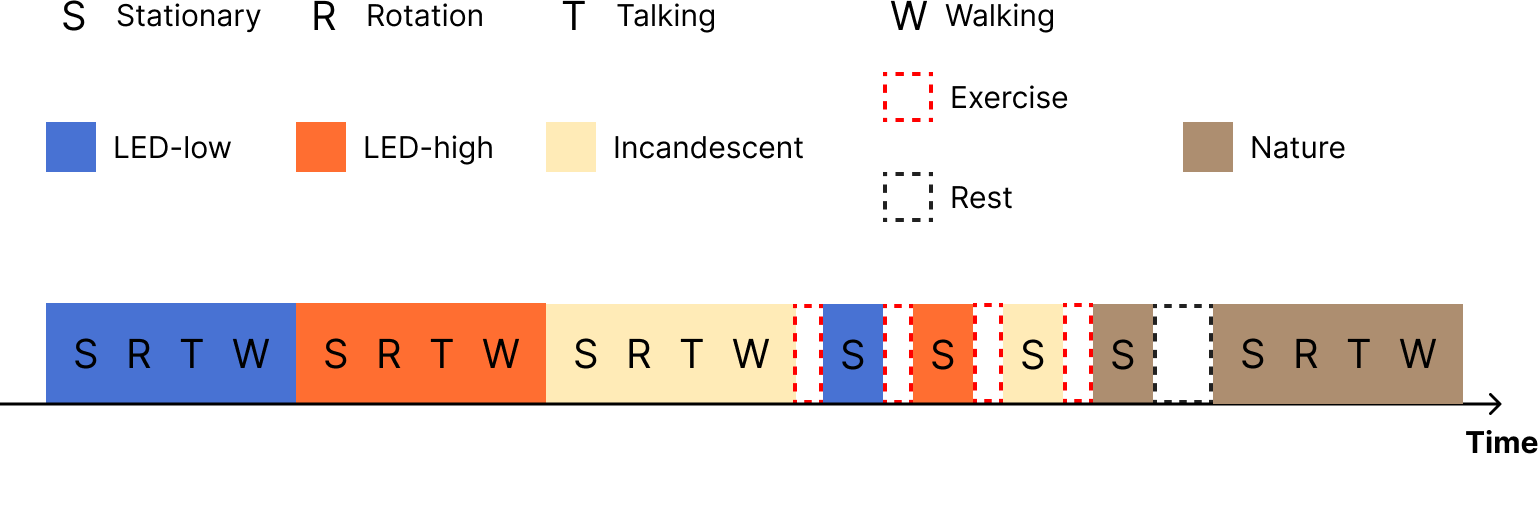 S Stationary R Rotation T Talking W Walking
Exercise
LED-low LED-high Incandescent Nature
Rest
S R T W S R T W S R T W S S S S S R T W
Time